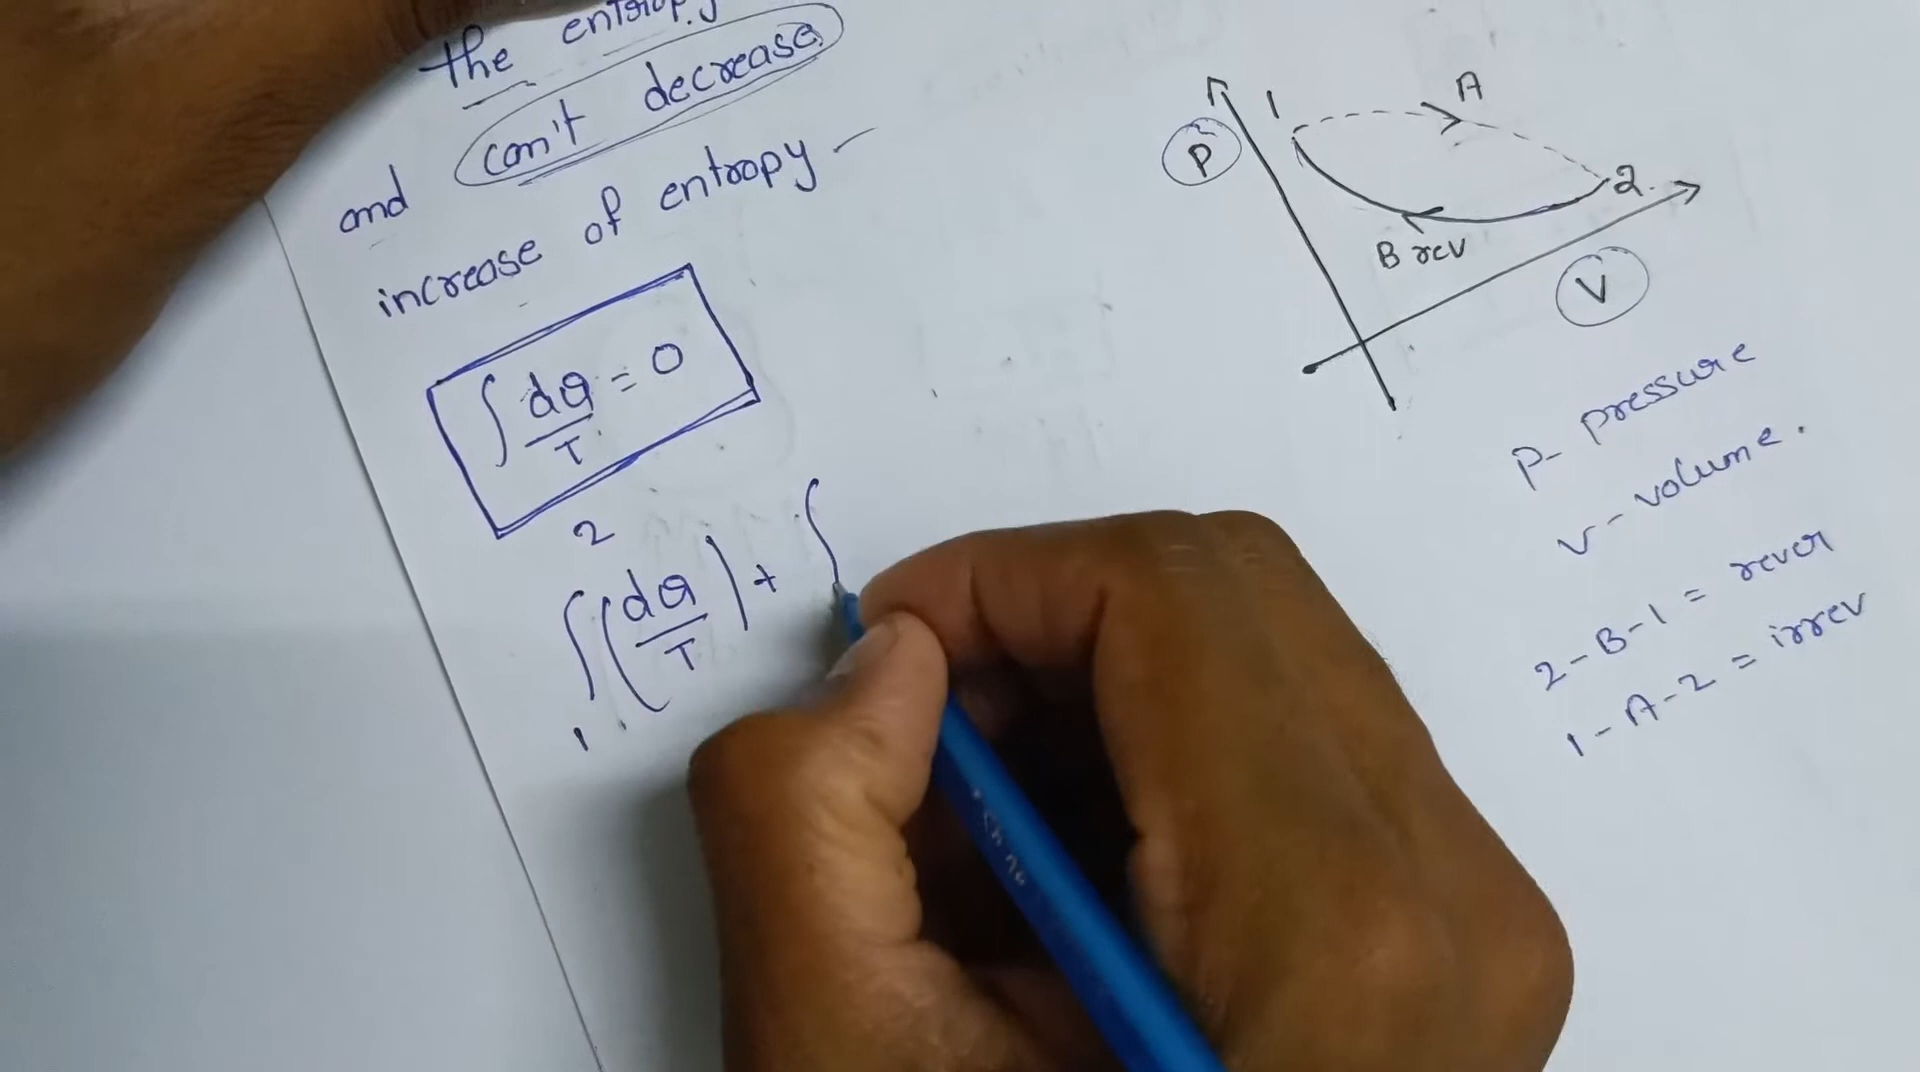 the entropy
and can't decrease
increase of entropy -
∫ dQ/T = 0
2
∫ (dQ/T) + ∫
1
1
A
P
2.
B rev
V
P- pressure
V - volume.
2-B-1 = rever
1-A-2 = irrev